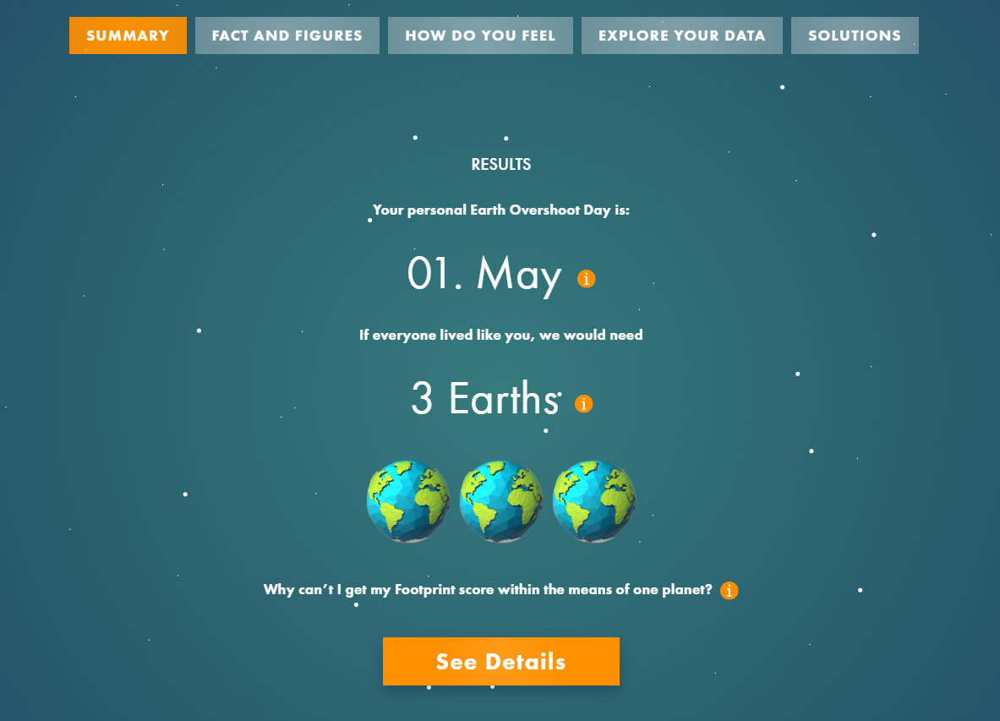 SUMMARY
FACT AND FIGURES
HOW DO YOU FEEL
EXPLORE YOUR DATA
SOLUTIONS
RESULTS
Your personal Earth Overshoot Day is:
01. May i
If everyone lived like you, we would need
3 Earths i
Why can’t I get my Footprint score within the means of one planet? i
See Details